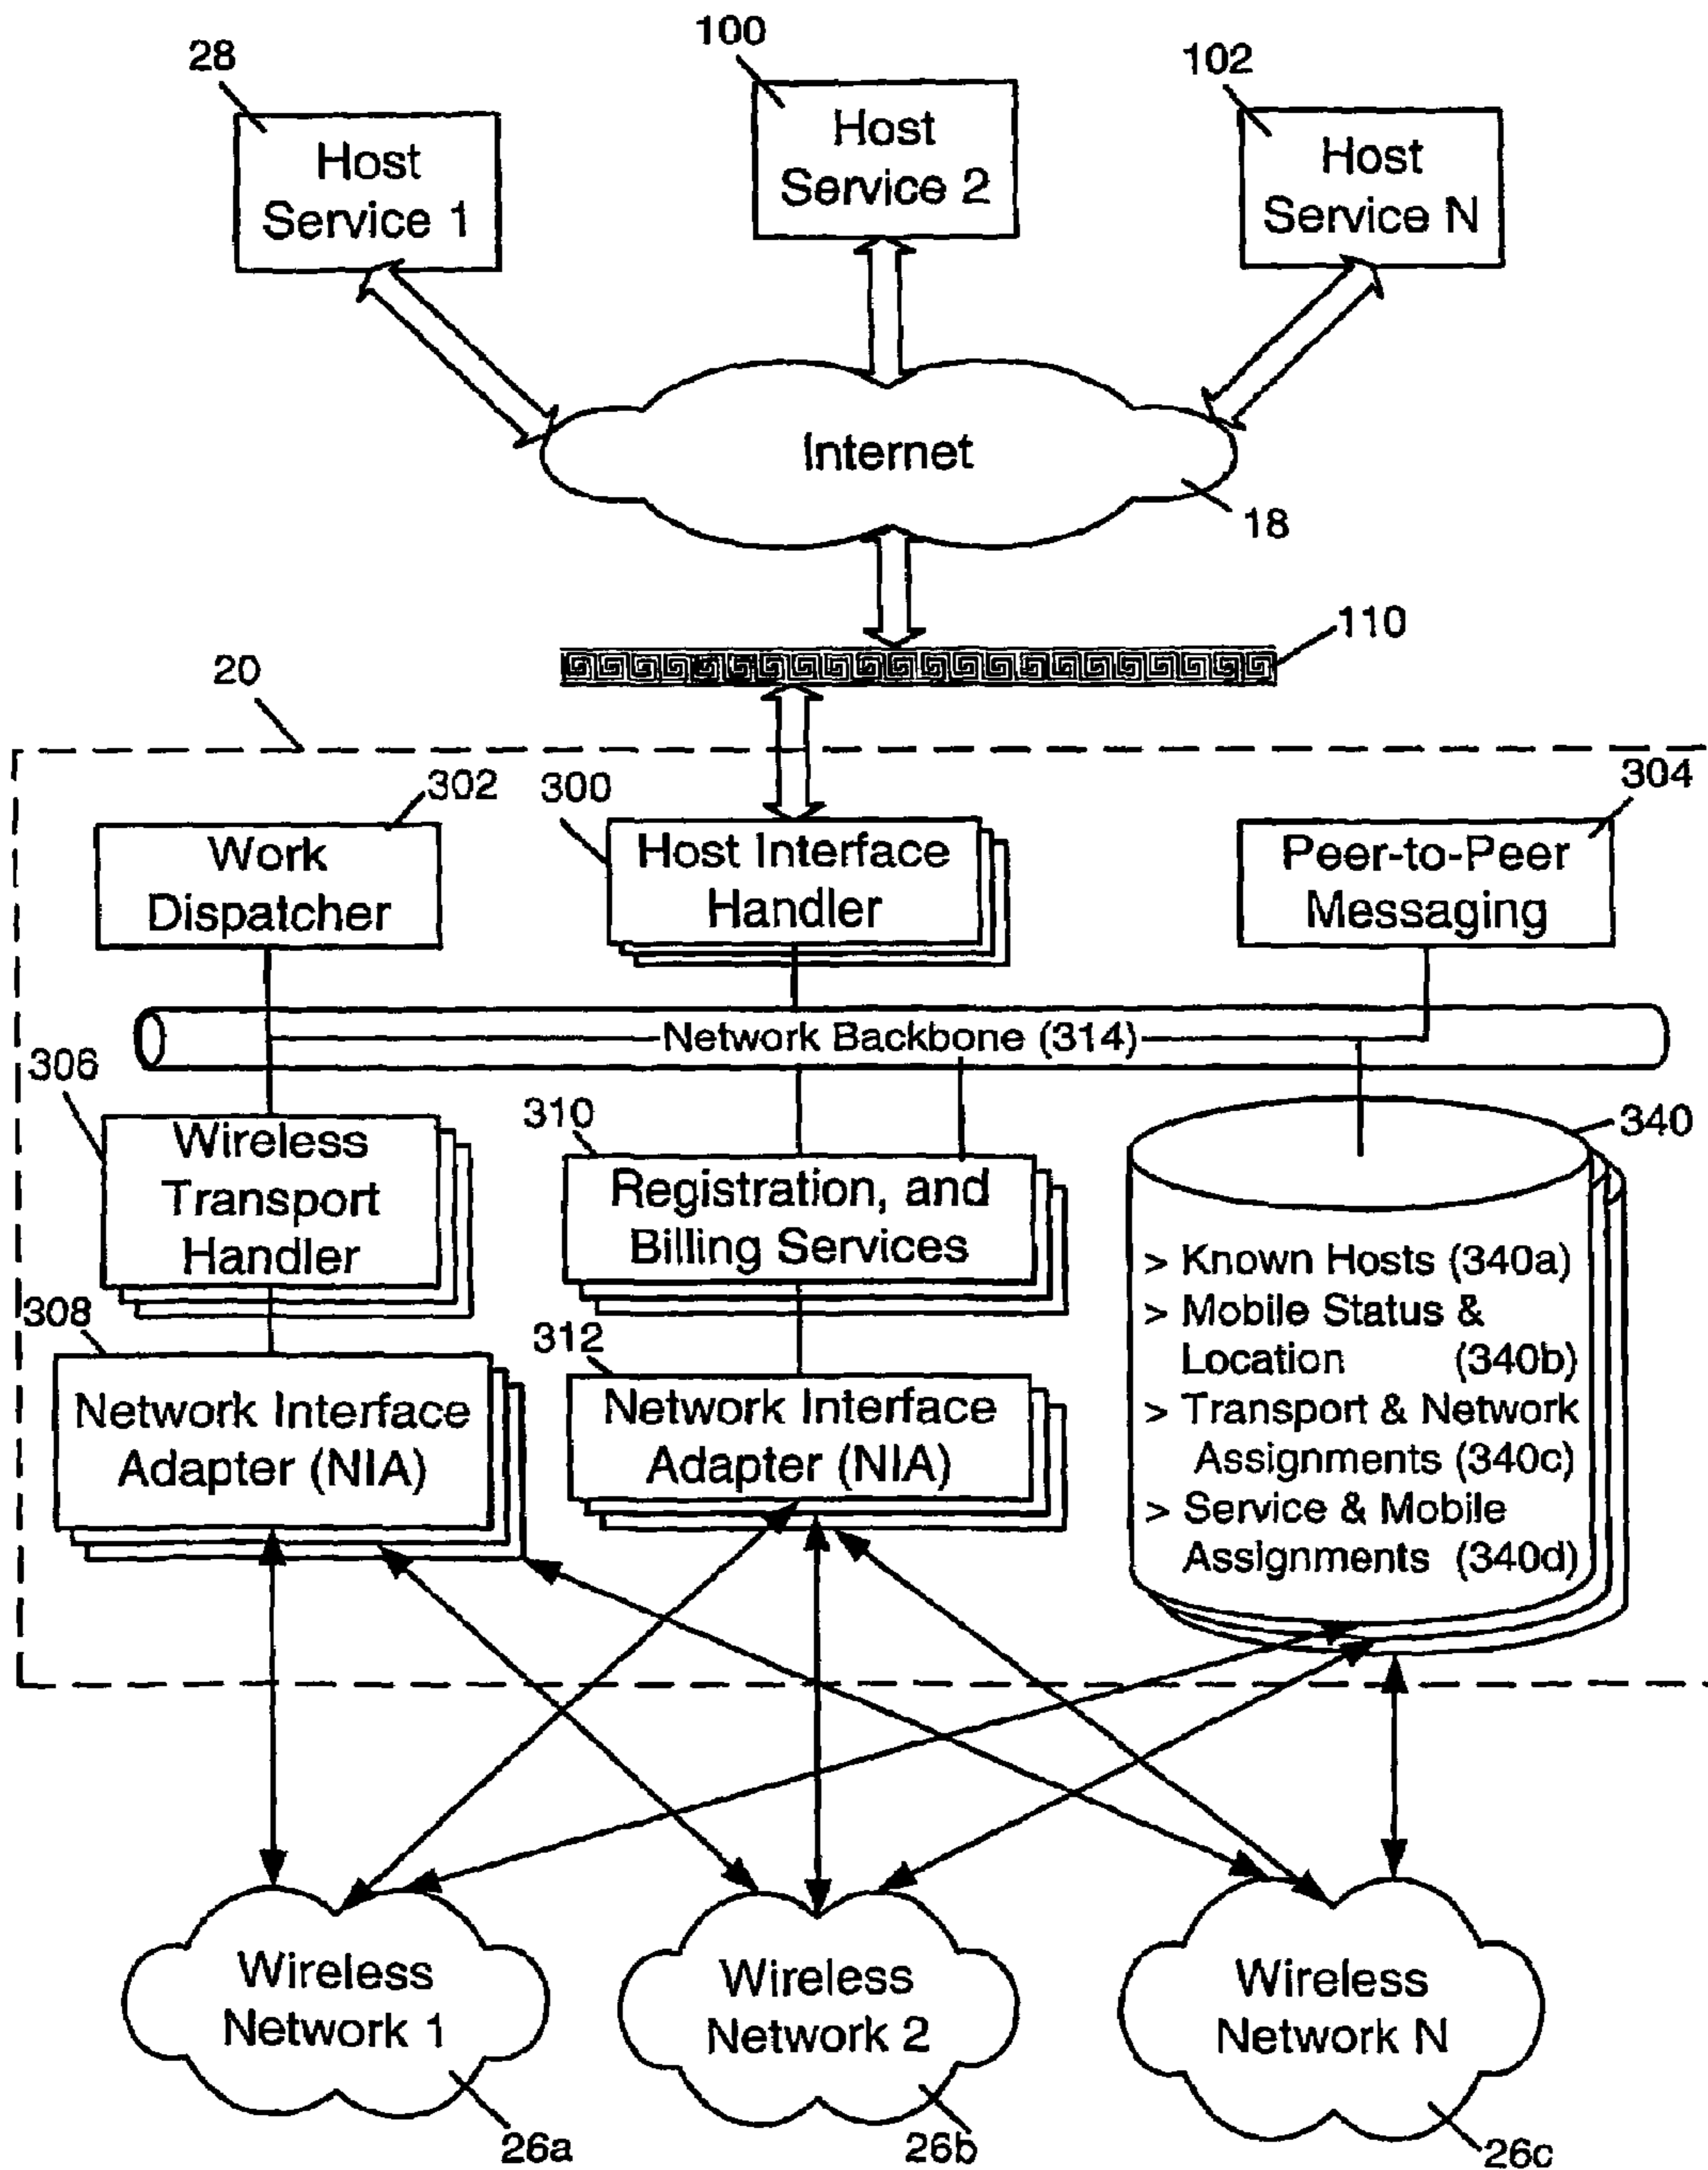 28
100
102
Host
Service 1
Host
Service 2
Host
Service N
Internet
18
110
20
302
300
304
Work
Dispatcher
Host Interface
Handler
Peer-to-Peer
Messaging
Network Backbone (314)
306
310
340
Wireless
Transport
Handler
Registration, and
Billing Services
308
312
Network Interface
Adapter (NIA)
Network Interface
Adapter (NIA)
> Known Hosts (340a)
> Mobile Status &
Location (340b)
> Transport & Network
Assignments (340c)
> Service & Mobile
Assignments (340d)
Wireless
Network 1
Wireless
Network 2
Wireless
Network N
26a
26b
26c